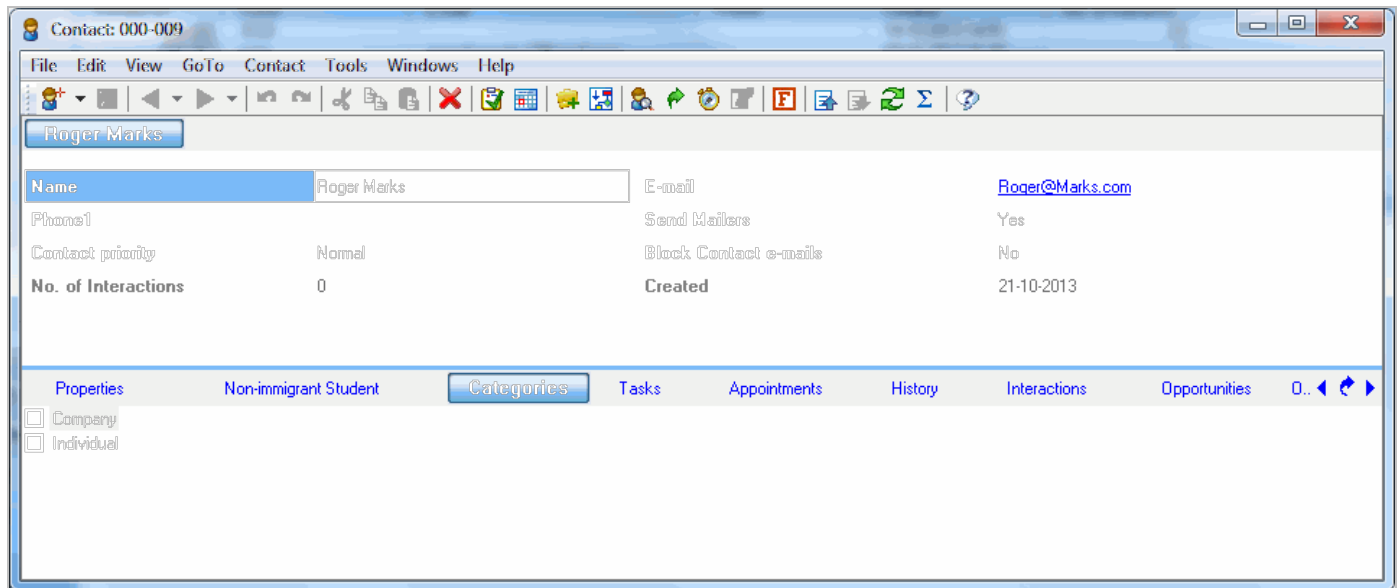 Contact: 000-009
File Edit View GoTo Contact Tools Windows Help
Roger Marks
Name Roger Marks E-mail Roger@Marks.com
Phone1 Send Mailers Yes
Contact priority Normal Block Contact e-mails No
No. of Interactions 0 Created 21-10-2013
Properties Non-immigrant Student Categories Tasks Appointments History Interactions Opportunities O..
Company
Individual